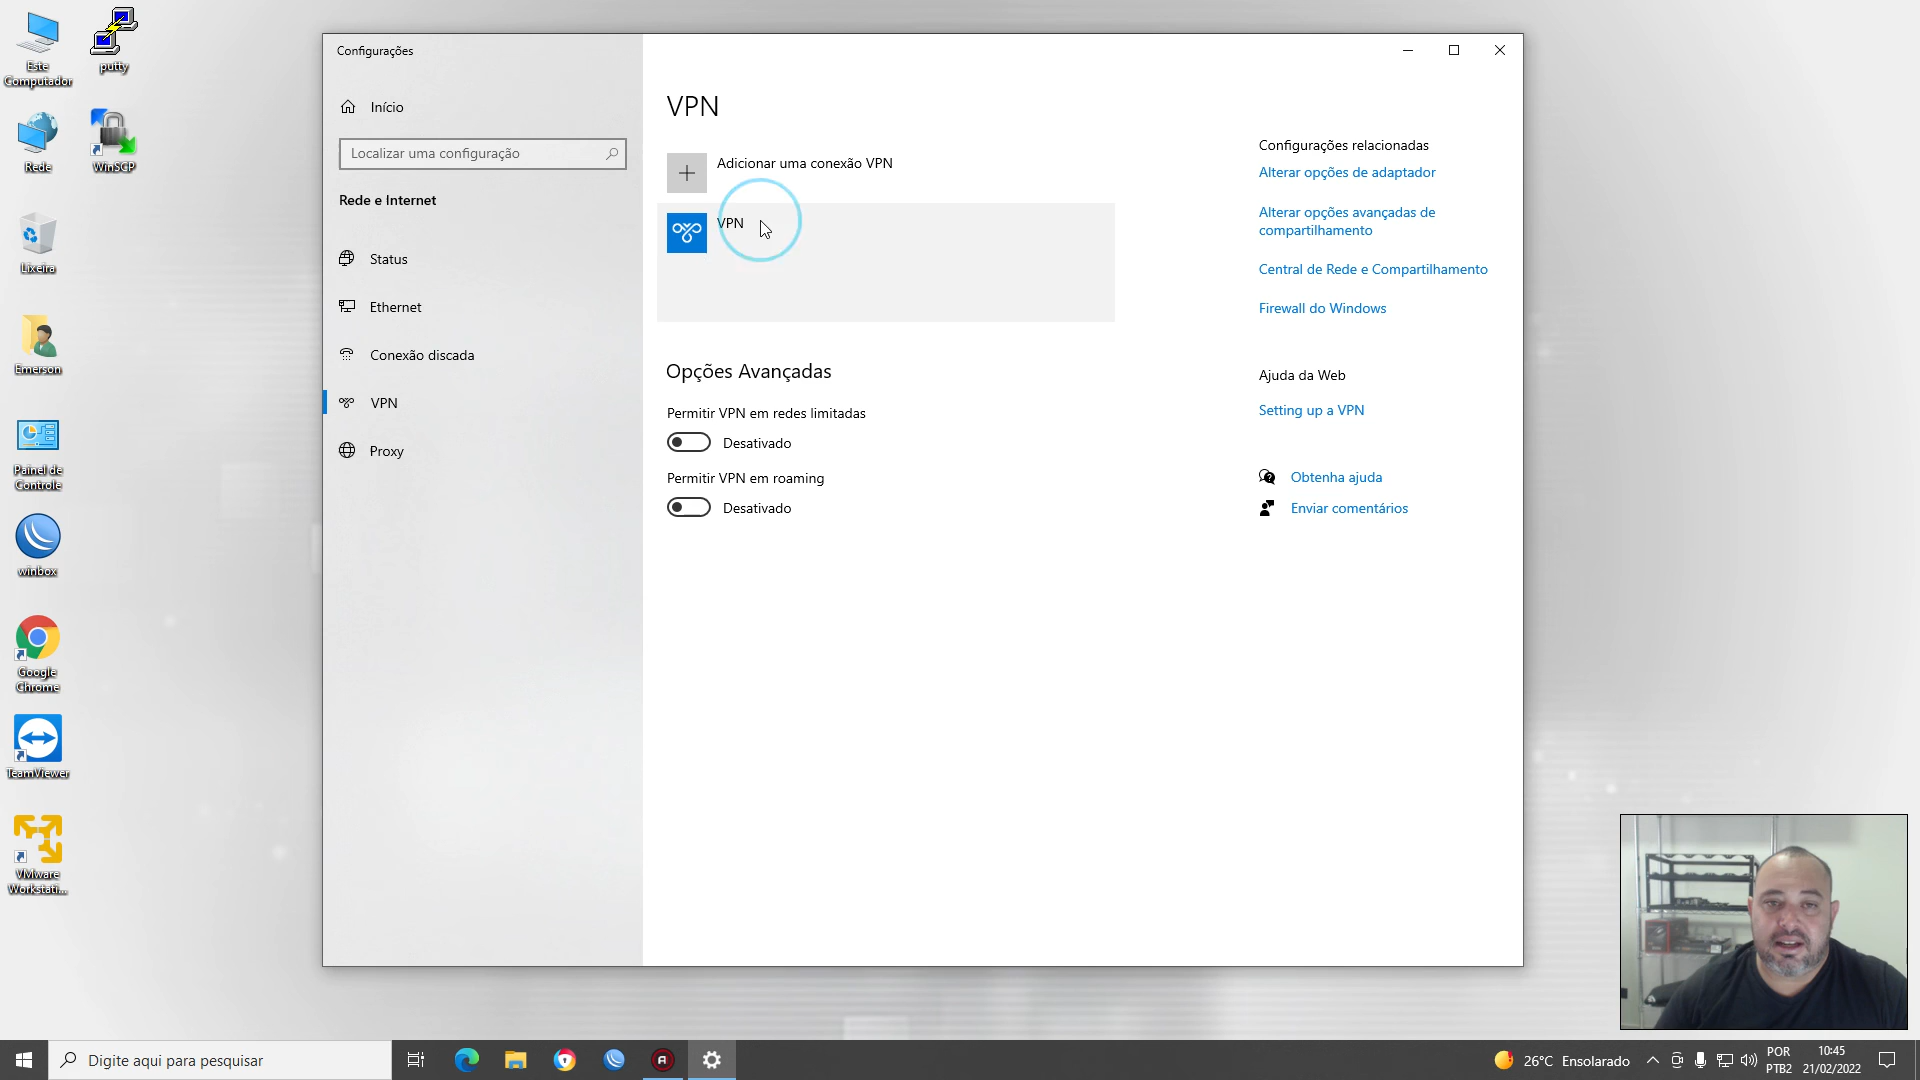 Este
Computador
putty
Rede
WinSCP
Lixeira
Emerson
Painel de
Controle
winbox
Google
Chrome
TeamViewer
VMware
Workstati...
Configurações
Início
Localizar uma configuração
Rede e Internet
Status
Ethernet
Conexão discada
VPN
Proxy
VPN
Adicionar uma conexão VPN
VPN
Opções Avançadas
Permitir VPN em redes limitadas
Desativado
Permitir VPN em roaming
Desativado
Configurações relacionadas
Alterar opções de adaptador
Alterar opções avançadas de
compartilhamento
Central de Rede e Compartilhamento
Firewall do Windows
Ajuda da Web
Setting up a VPN
Obtenha ajuda
Enviar comentários
Digite aqui para pesquisar
26°C Ensolarado
POR
PTB2
10:45
21/02/2022